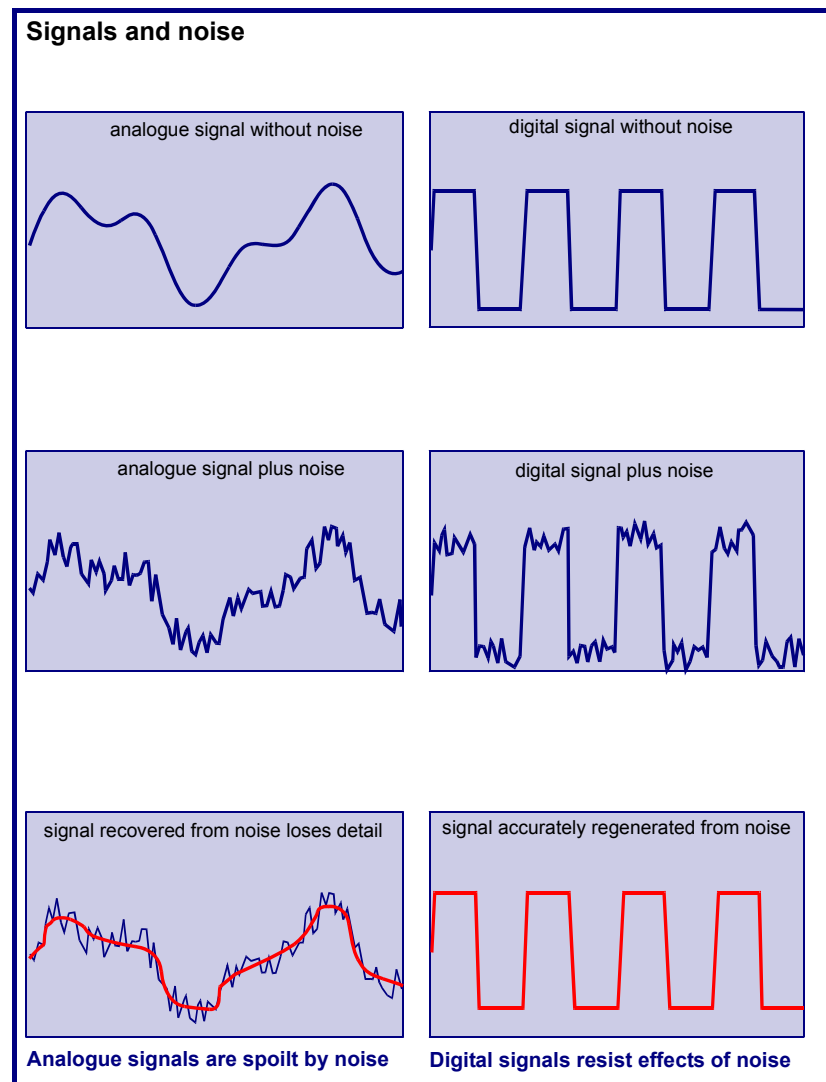 Signals and noise
analogue signal without noise
digital signal without noise
analogue signal plus noise
digital signal plus noise
signal recovered from noise loses detail
signal accurately regenerated from noise
Analogue signals are spoilt by noise
Digital signals resist effects of noise